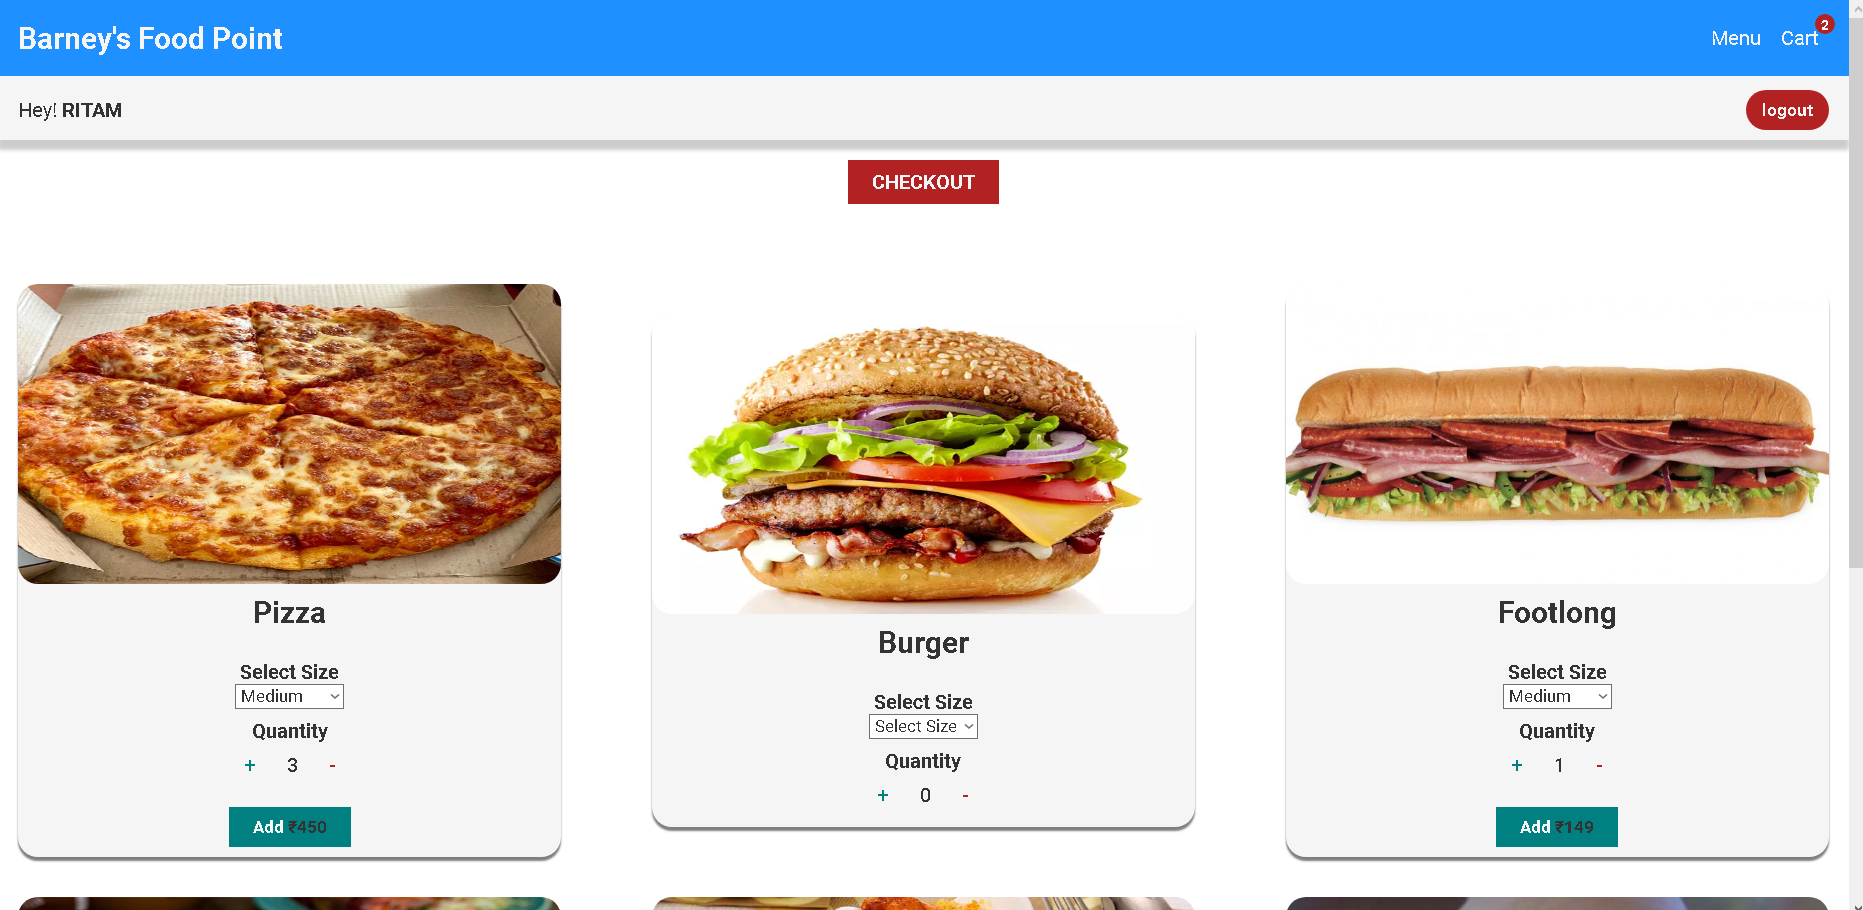 Barney's Food Point
Menu Cart 2
Hey! RITAM
logout
CHECKOUT
Pizza
Select Size
Medium
Quantity
+ 3 -
Add ₹450
Burger
Select Size
Select Size
Quantity
+ 0 -
Footlong
Select Size
Medium
Quantity
+ 1 -
Add ₹149